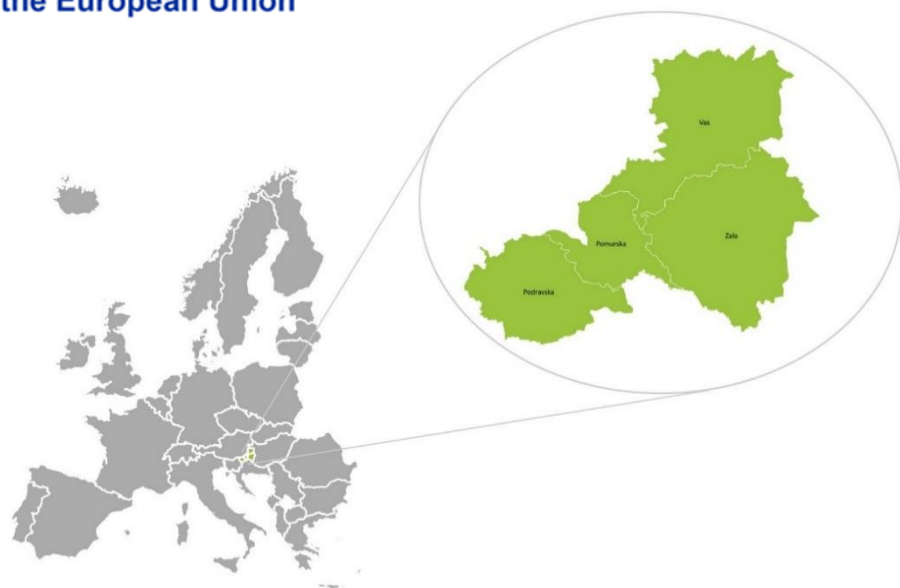 the European Union
Vas
Zala
Pomurska
Podravska